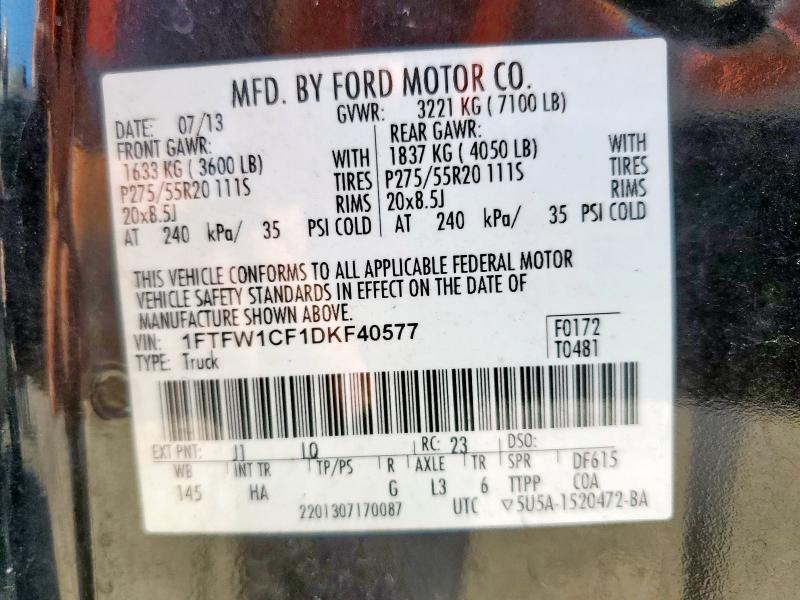 MFD. BY FORD MOTOR CO.
DATE: 07/13 GVWR: 3221 KG ( 7100 LB)
FRONT GAWR: REAR GAWR:
1633 KG ( 3600 LB) WITH 1837 KG ( 4050 LB) WITH
P275/55R20 111S TIRES P275/55R20 111S TIRES
20x8.5J RIMS 20x8.5J RIMS
AT 240 kPa/ 35 PSI COLD AT 240 kPa/ 35 PSI COLD
THIS VEHICLE CONFORMS TO ALL APPLICABLE FEDERAL MOTOR
VEHICLE SAFETY STANDARDS IN EFFECT ON THE DATE OF
MANUFACTURE SHOWN ABOVE.
VIN: 1FTFW1CF1DKF40577 F0172
TYPE: Truck T0481
EXT PNT: J1 LQ RC: 23 DSO:
WB INT TR TP/PS R AXLE TR SPR DF615
145 HA G L3 6 TTPP COA
2201307170087 UTC ▽5U5A-1520472-BA